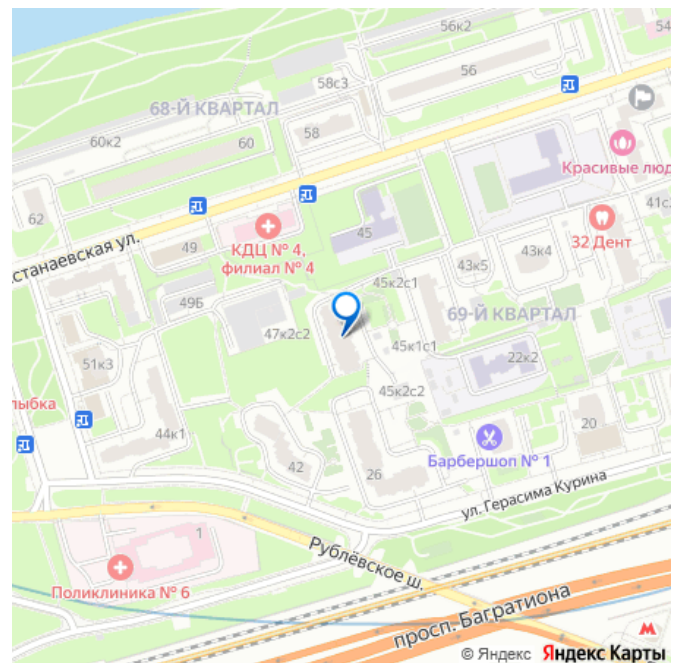 56к2
54
56
58с3
68-Й КВАРТАЛ
58
60к2
60
Красивые люд
62
41с
45
32 Дент
станаевская ул.
49
КДЦ № 4,
филиал № 4
43к4
43к5
45к2с1
49Б
69-Й КВАРТАЛ
47к2с2
45к1с1
22к2
51к3
45к2с2
лыбка
44к1
20
42
26
Барбершоп № 1
ул. Герасима Курина
1
Рублёвское ш.
Поликлиника № 6
просп. Багратиона
© Яндекс Яндекс Карты